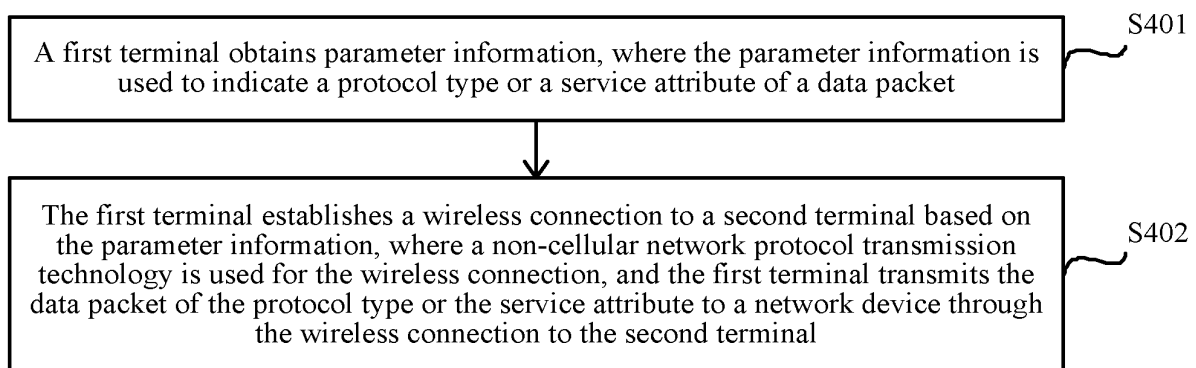 S401
A first terminal obtains parameter information, where the parameter information is
used to indicate a protocol type or a service attribute of a data packet
The first terminal establishes a wireless connection to a second terminal based on
the parameter information, where a non-cellular network protocol transmission
technology is used for the wireless connection, and the first terminal transmits the
data packet of the protocol type or the service attribute to a network device through
the wireless connection to the second terminal
S402